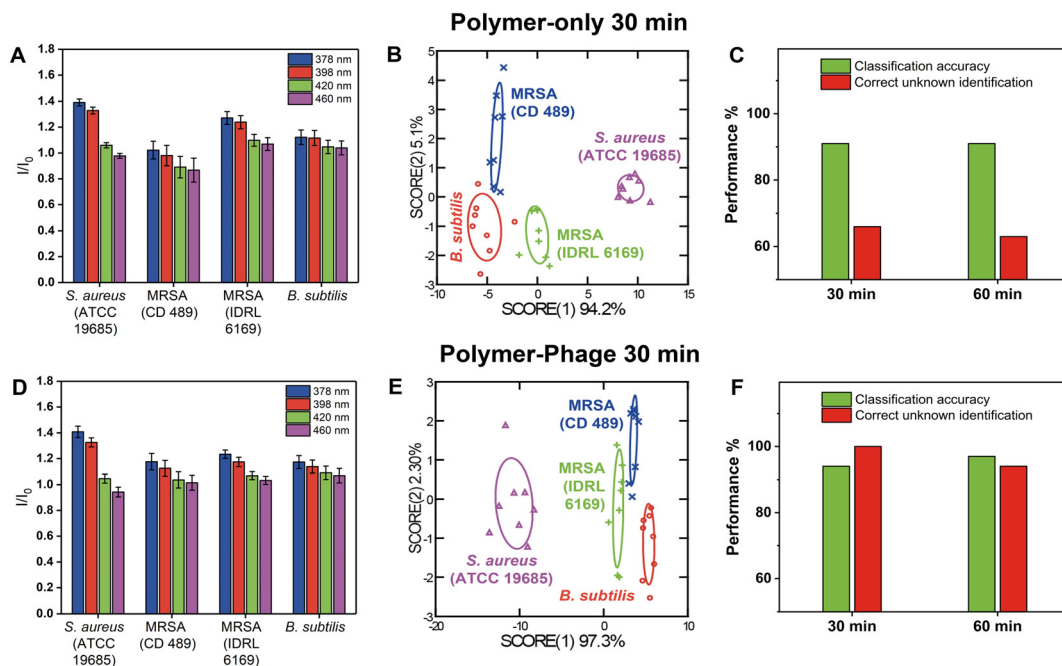 Polymer-only 30 min
A
1.8
1.6
1.4
1.2
1.0
0.8
0.6
0.4
0.2
0.0
I/I0
378 nm
398 nm
420 nm
460 nm
S. aureus
(ATCC
19685)
MRSA
(CD 489)
MRSA
(IDRL
6169)
B. subtilis
B
5
4
3
2
1
0
-1
-2
-3
SCORE(2) 5.1%
MRSA
(CD 489)
S. aureus
(ATCC 19685)
B. subtilis
MRSA
(IDRL 6169)
-10
-5
0
5
10
15
SCORE(1) 94.2%
C
Classification accuracy
Correct unknown identification
100
80
60
Performance %
30 min
60 min
Polymer-Phage 30 min
D
1.8
1.6
1.4
1.2
1.0
0.8
0.6
0.4
0.2
0.0
I/I0
378 nm
398 nm
420 nm
460 nm
S. aureus
(ATCC
19685)
MRSA
(CD 489)
MRSA
(IDRL
6169)
B. subtilis
E
3
2
1
0
-1
-2
-3
SCORE(2) 2.30%
MRSA
(CD 489)
MRSA
(IDRL
6169)
S. aureus
(ATCC 19685)
B. subtilis
-20
-10
0
10
SCORE(1) 97.3%
F
Classification accuracy
Correct unknown identification
100
80
60
Performance %
30 min
60 min